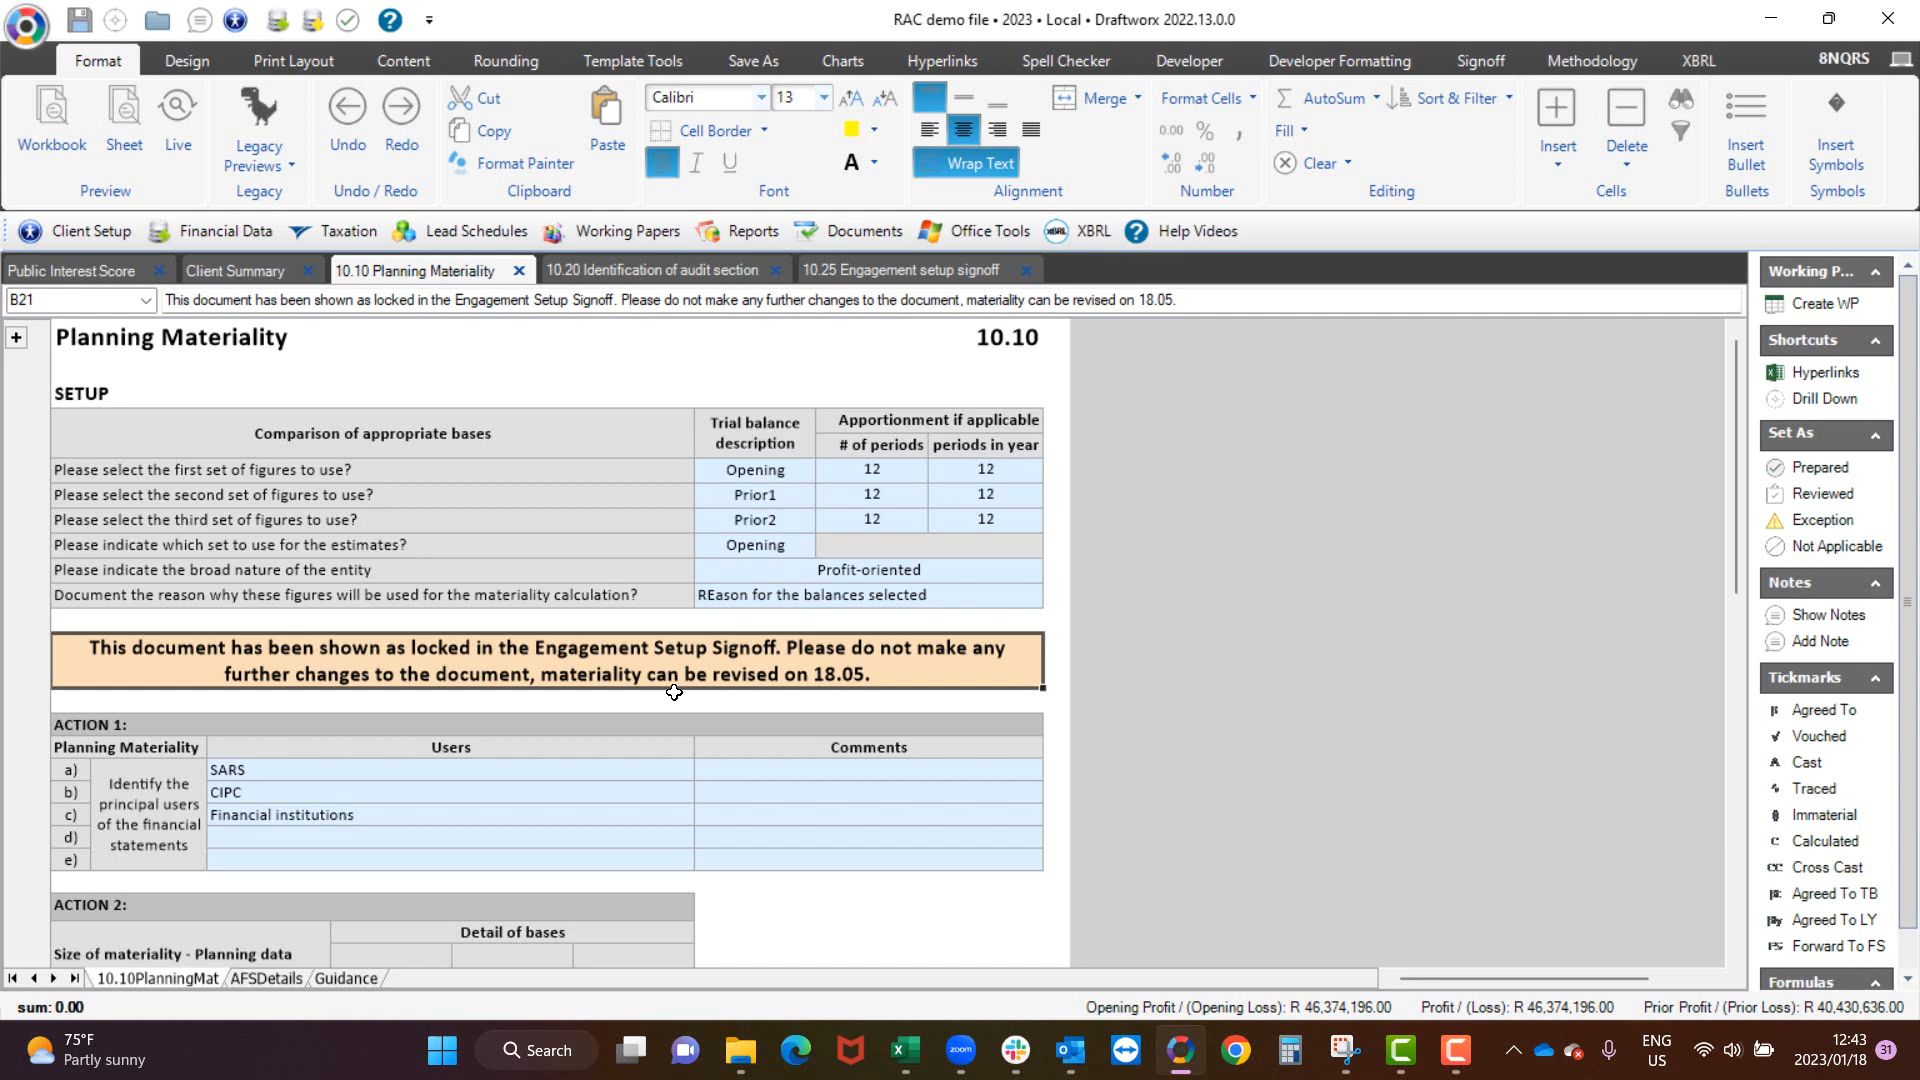 RAC demo file • 2023 • Local • Draftworx 2022.13.0.0
Format Design Print Layout Content Rounding Template Tools Save As Charts Hyperlinks Spell Checker Developer Developer Formatting Signoff Methodology XBRL 8NQRS
Workbook Sheet Live
Preview
Legacy Previews
Legacy
Undo Redo
Undo / Redo
Cut
Copy
Format Painter
Paste
Clipboard
Calibri 13
Cell Border
Font
Merge
Wrap Text
Alignment
Format Cells
Number
AutoSum Sort & Filter
Fill
Clear
Editing
Insert Delete
Cells
Insert Bullet
Bullets
Insert Symbols
Symbols
Client Setup Financial Data Taxation Lead Schedules Working Papers Reports Documents Office Tools XBRL Help Videos
Public Interest Score Client Summary 10.10 Planning Materiality 10.20 Identification of audit section 10.25 Engagement setup signoff
B21 This document has been shown as locked in the Engagement Setup Signoff. Please do not make any further changes to the document, materiality can be revised on 18.05.
Planning Materiality 10.10
SETUP
Comparison of appropriate bases
Trial balance description
Apportionment if applicable
# of periods periods in year
Please select the first set of figures to use? Opening 12 12
Please select the second set of figures to use? Prior1 12 12
Please select the third set of figures to use? Prior2 12 12
Please indicate which set to use for the estimates? Opening
Please indicate the broad nature of the entity Profit-oriented
Document the reason why these figures will be used for the materiality calculation? REason for the balances selected
This document has been shown as locked in the Engagement Setup Signoff. Please do not make any
further changes to the document, materiality can be revised on 18.05.
ACTION 1:
Planning Materiality Users Comments
Identify the principal users of the financial statements
a) SARS
b) CIPC
c) Financial institutions
d)
e)
ACTION 2:
Detail of bases
Size of materiality - Planning data
10.10PlanningMat AFSDetails Guidance
Working P...
Create WP
Shortcuts
Hyperlinks
Drill Down
Set As
Prepared
Reviewed
Exception
Not Applicable
Notes
Show Notes
Add Note
Tickmarks
Agreed To
Vouched
Cast
Traced
Immaterial
Calculated
Cross Cast
Agreed To TB
Agreed To LY
Forward To FS
Formulas
sum: 0.00 Opening Profit / (Opening Loss): R 46,374,196.00 Profit / (Loss): R 46,374,196.00 Prior Profit / (Prior Loss): R 40,430,636.00
75°F
Partly sunny
Search
zoom
ENG
US
12:43
2023/01/18
31